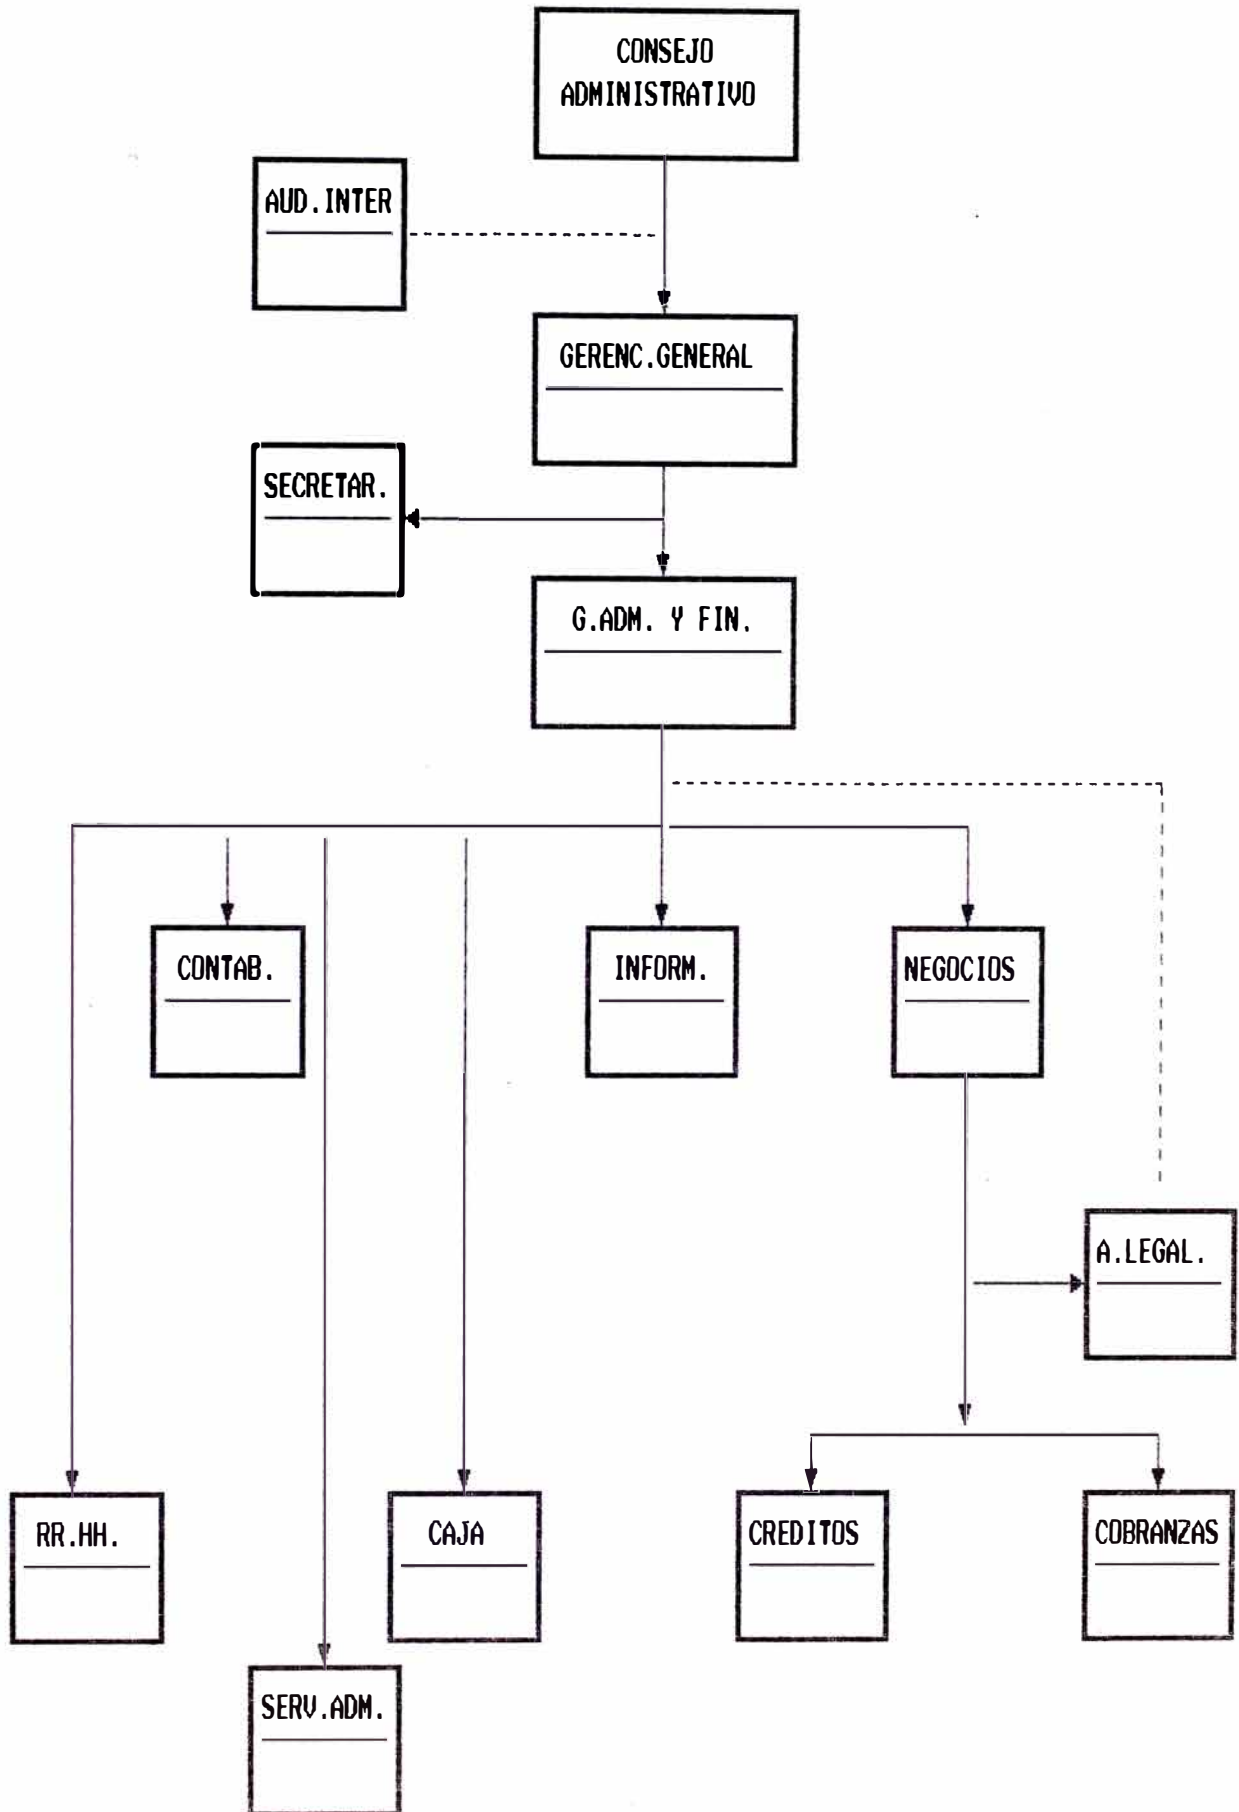 CONSEJO
ADMINISTRATIVO
AUD.INTER
GERENC.GENERAL
SECRETAR.
G.ADM. Y FIN.
CONTAB.
INFORM.
NEGOCIOS
A.LEGAL.
RR.HH.
CAJA
CREDITOS
COBRANZAS
SERV.ADM.